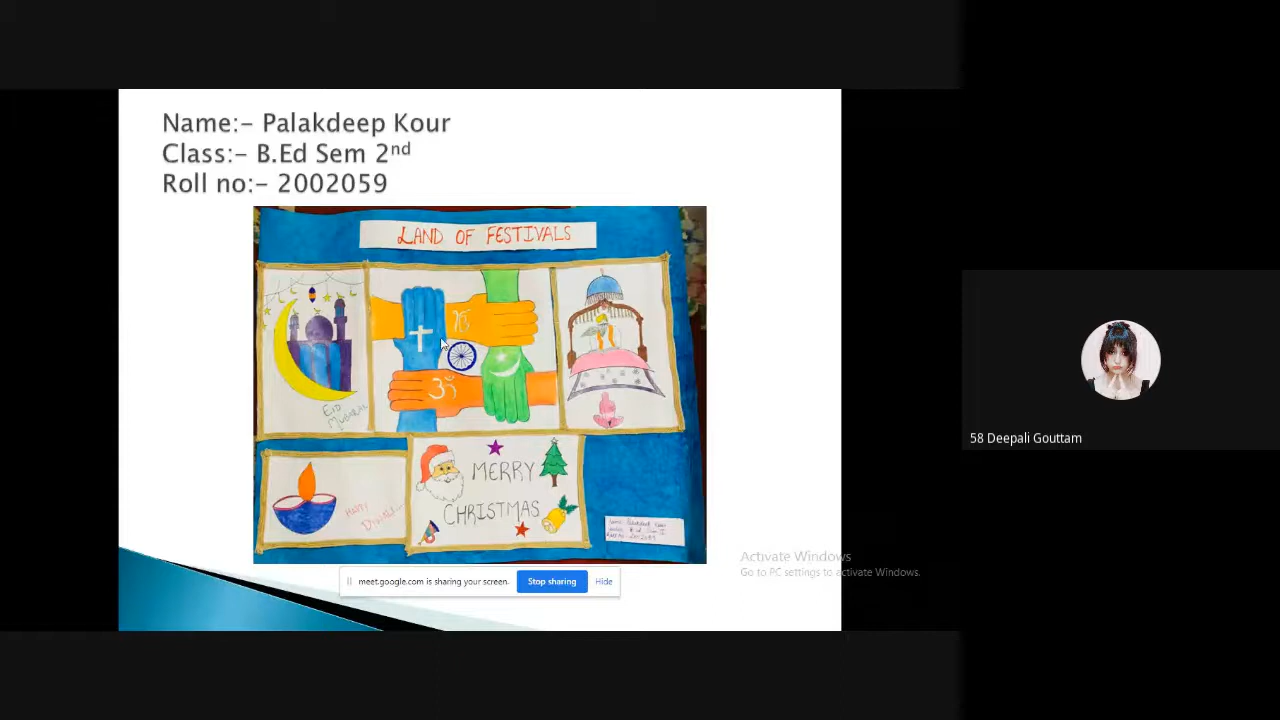 Name:- Palakdeep Kour
Class:- B.Ed Sem 2nd
Roll no:- 2002059
LAND OF FESTIVALS
EID
MUBARAK
ॐ
HAPPY
DIWALI
MERRY
CHRISTMAS
58 Deepali Gouttam
Activate Windows
Go to PC settings to activate Windows.
meet.google.com is sharing your screen.
Stop sharing
Hide